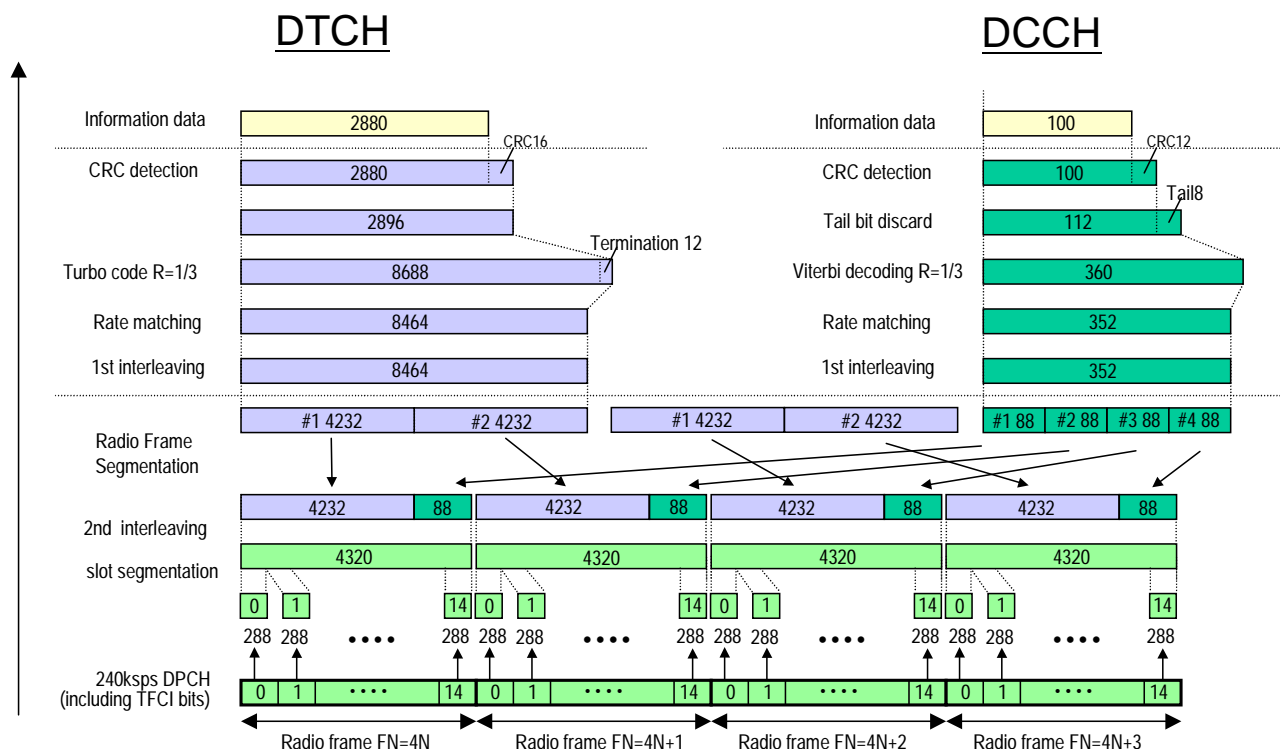 DTCH DCCH
Information data 2880 Information data 100
CRC16 CRC12
CRC detection 2880 CRC detection 100
Tail8
2896 Tail bit discard 112
Termination 12
Turbo code R=1/3 8688 Viterbi decoding R=1/3 360
Rate matching 8464 Rate matching 352
1st interleaving 8464 1st interleaving 352
#1 4232 #2 4232 #1 4232 #2 4232 #1 88 #2 88 #3 88 #4 88
Radio Frame
Segmentation
4232 88 4232 88 4232 88 4232 88
2nd interleaving
4320 4320 4320 4320
slot segmentation
0 1 14 0 1 14 0 1 14 0 1 14
288 288 •••• 288 288 288 •••• 288 288 288 •••• 288 288 288 •••• 288
240ksps DPCH
(including TFCI bits)
0 1 •••• 14 0 1 •••• 14 0 1 •••• 14 0 1 •••• 14
Radio frame FN=4N Radio frame FN=4N+1 Radio frame FN=4N+2 Radio frame FN=4N+3